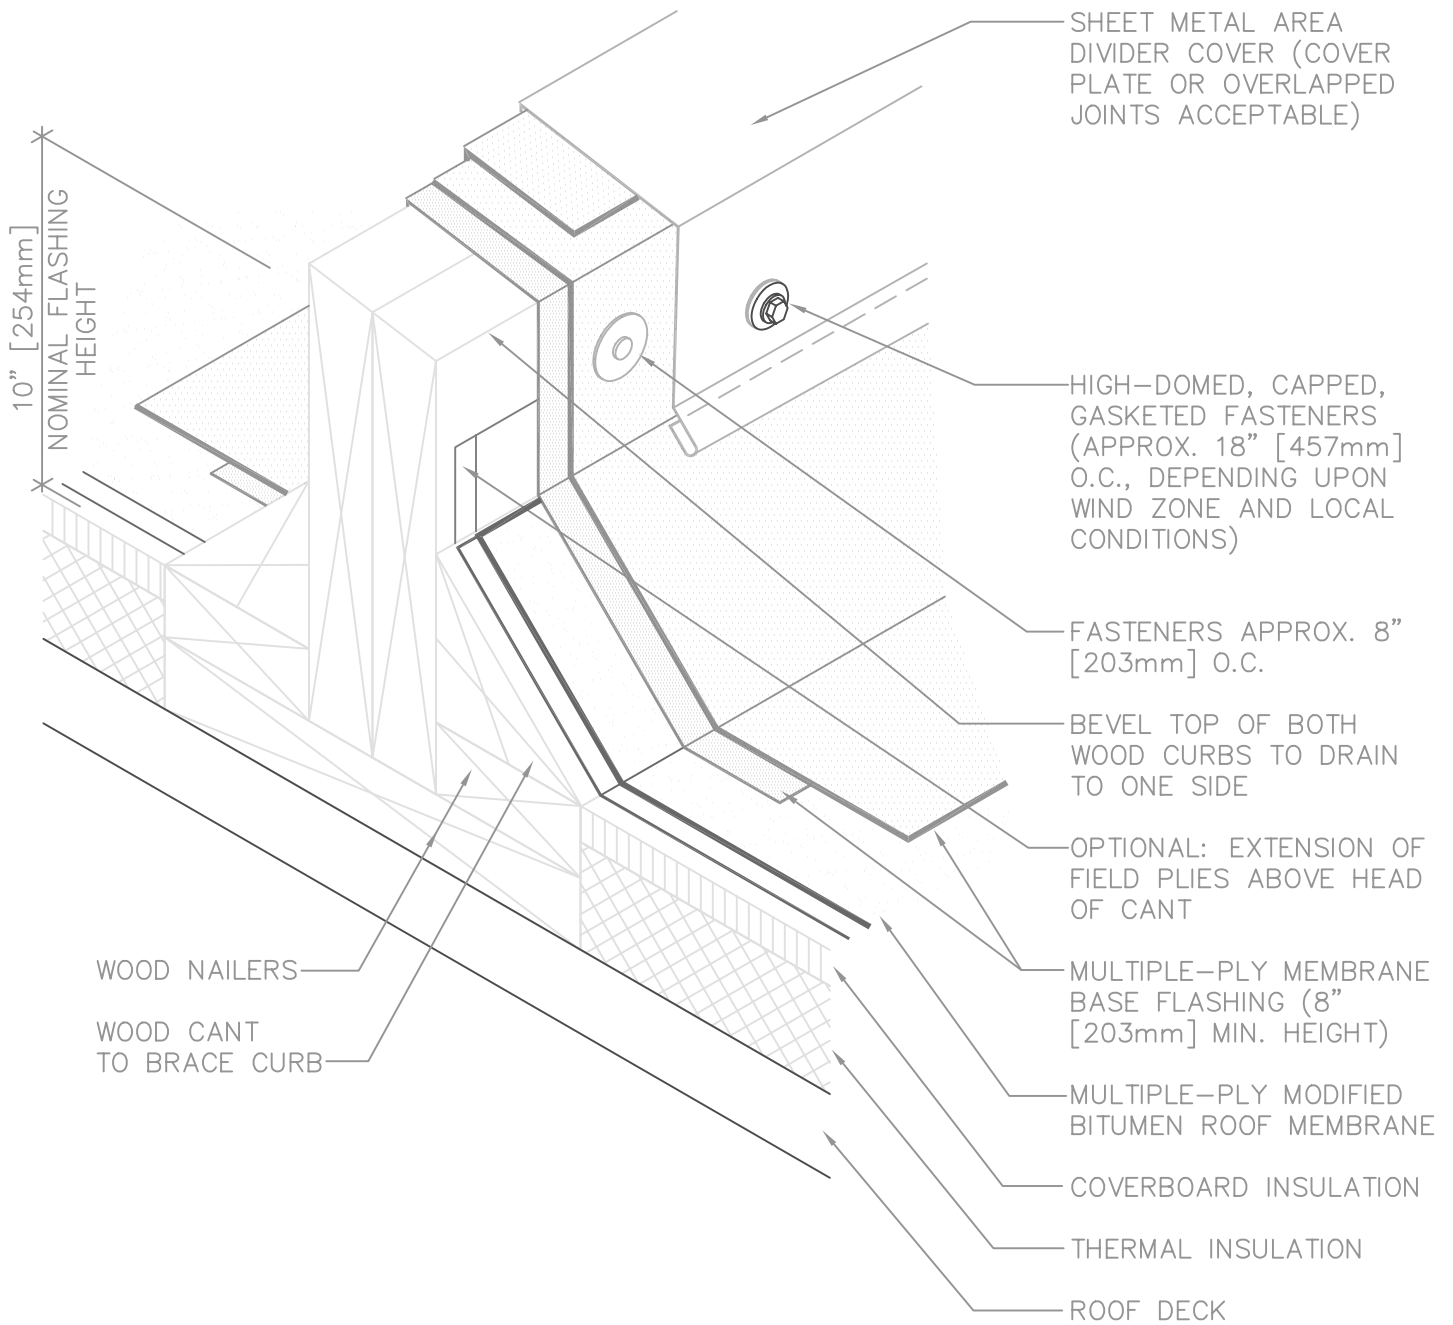 SHEET METAL AREA
DIVIDER COVER (COVER
PLATE OR OVERLAPPED
JOINTS ACCEPTABLE)
10” [254mm]
NOMINAL FLASHING
HEIGHT
HIGH–DOMED, CAPPED,
GASKETED FASTENERS
(APPROX. 18” [457mm]
O.C., DEPENDING UPON
WIND ZONE AND LOCAL
CONDITIONS)
FASTENERS APPROX. 8”
[203mm] O.C.
BEVEL TOP OF BOTH
WOOD CURBS TO DRAIN
TO ONE SIDE
OPTIONAL: EXTENSION OF
FIELD PLIES ABOVE HEAD
OF CANT
WOOD NAILERS
WOOD CANT
TO BRACE CURB
MULTIPLE–PLY MEMBRANE
BASE FLASHING (8”
[203mm] MIN. HEIGHT)
MULTIPLE–PLY MODIFIED
BITUMEN ROOF MEMBRANE
COVERBOARD INSULATION
THERMAL INSULATION
ROOF DECK